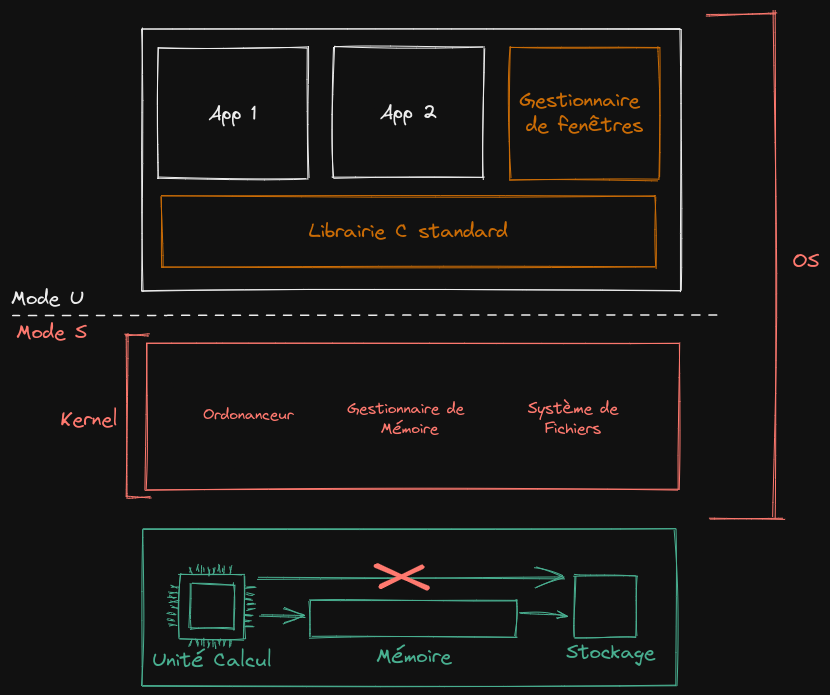 App 1
App 2
Gestionnaire
de fenêtres
Librairie C standard
OS
Mode U
Mode S
Kernel
Ordonanceur
Gestionnaire de
Mémoire
Système de
Fichiers
Unité Calcul
Mémoire
Stockage